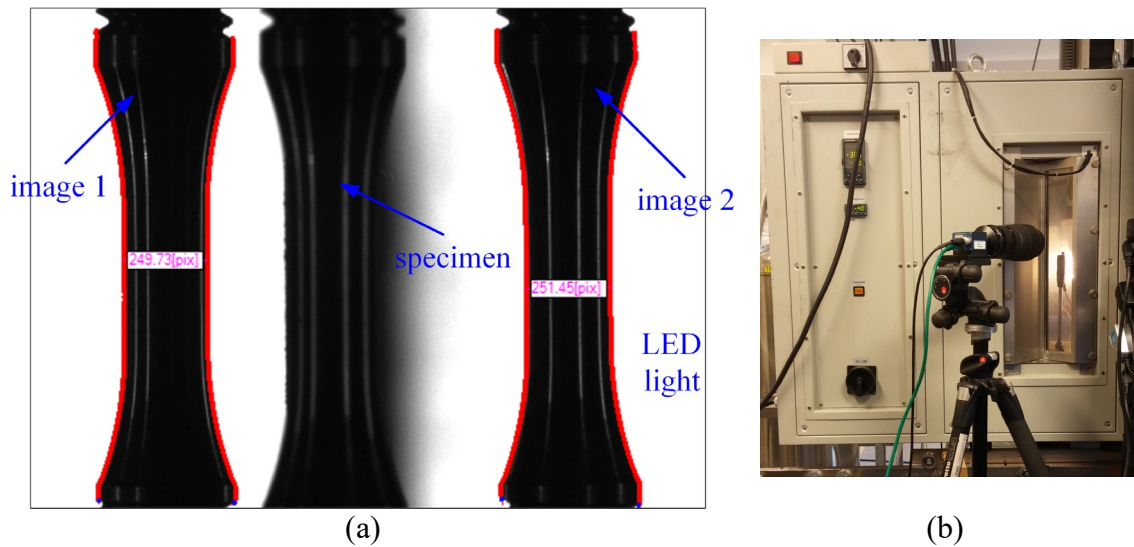 image 1
249.73[pix]
specimen
image 2
251.45[pix]
LED
light
(a)
(b)